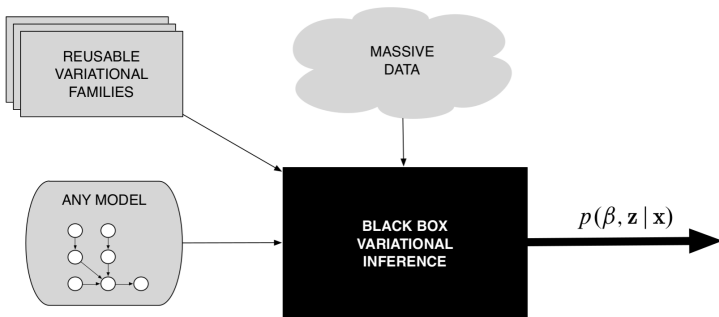 REUSABLE
VARIATIONAL
FAMILIES
MASSIVE
DATA
ANY MODEL
BLACK BOX
VARIATIONAL
INFERENCE
p(β, z | x)